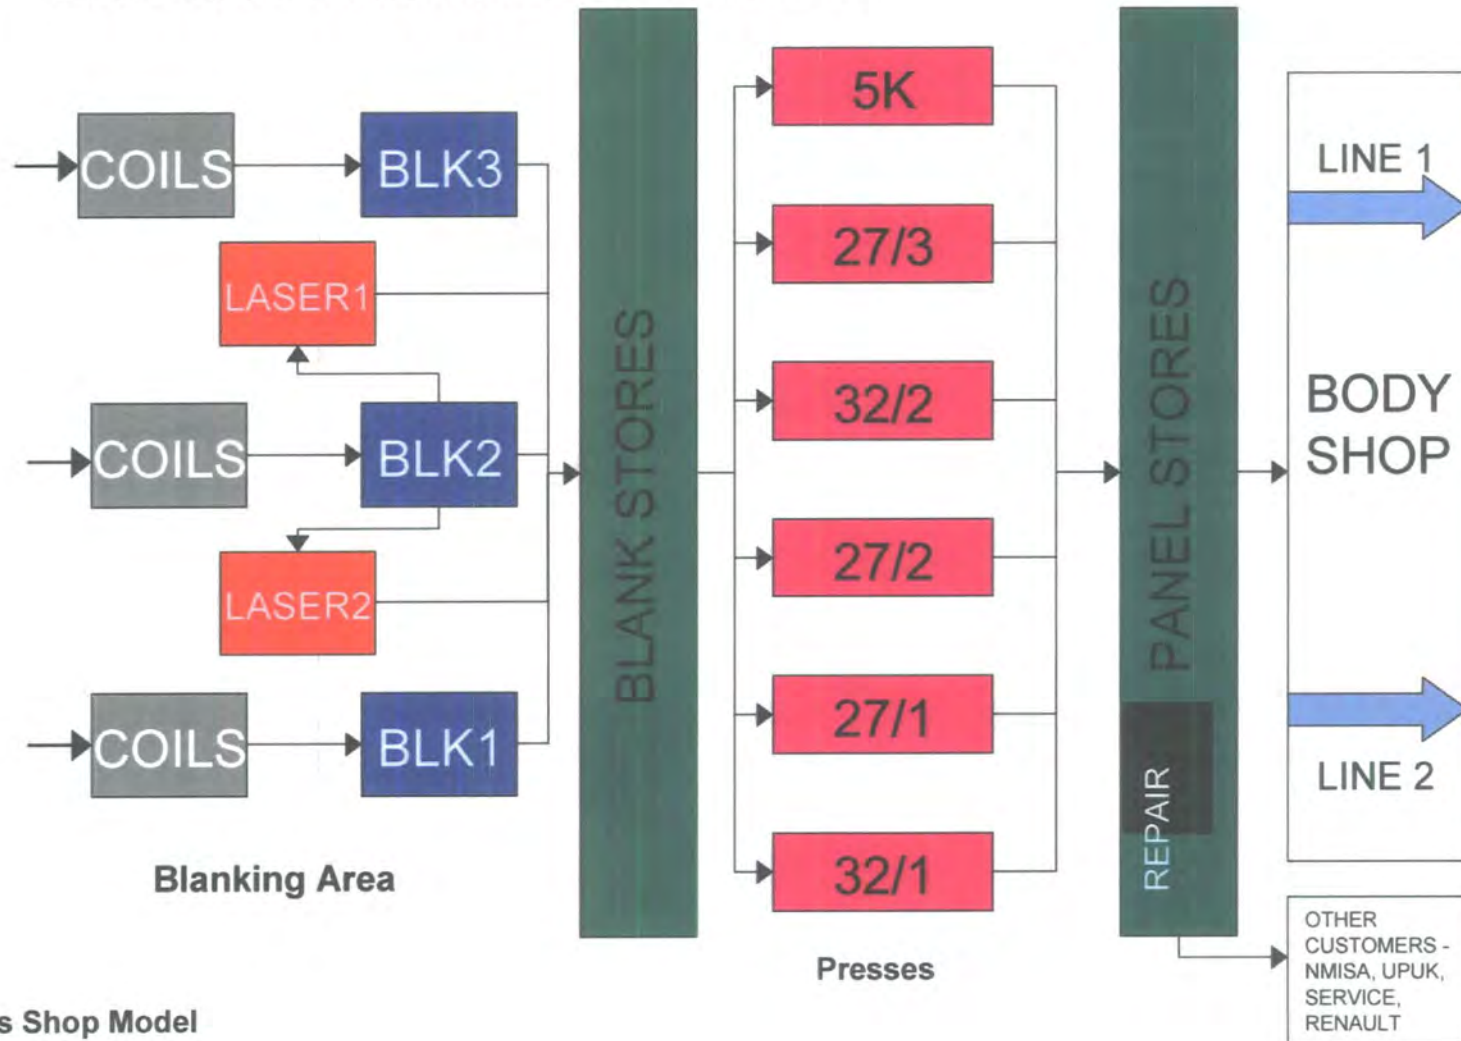 COILS
BLK3
LASER1
COILS
BLK2
LASER2
COILS
BLK1
Blanking Area
BLANK STORES
5K
27/3
32/2
27/2
27/1
32/1
Presses
PANEL STORES
REPAIR
LINE 1
BODY
SHOP
LINE 2
OTHER
CUSTOMERS -
NMISA, UPUK,
SERVICE,
RENAULT
s Shop Model